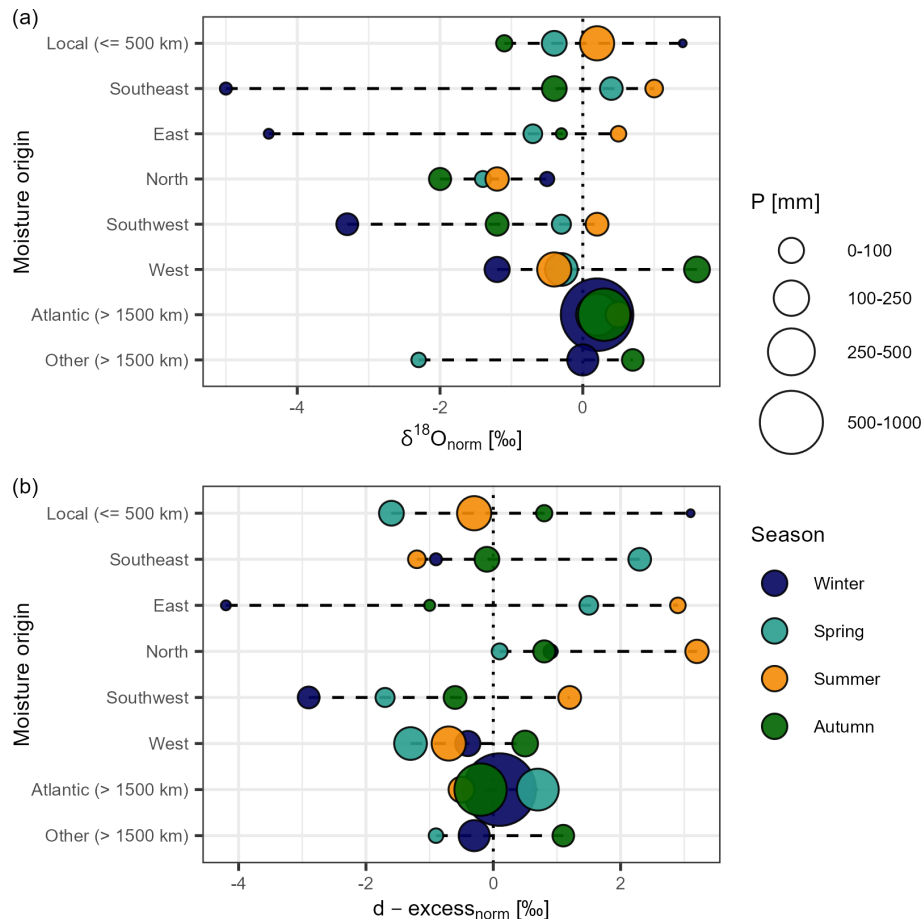 (a)
Moisture origin
Local (<= 500 km)
Southeast
East
North
Southwest
West
Atlantic (> 1500 km)
Other (> 1500 km)
-4
-2
0
δ¹⁸Oₙₒᵣₘ [‰]
P [mm]
0-100
100-250
250-500
500-1000
(b)
Moisture origin
Local (<= 500 km)
Southeast
East
North
Southwest
West
Atlantic (> 1500 km)
Other (> 1500 km)
-4
-2
0
2
d − excessₙₒᵣₘ [‰]
Season
Winter
Spring
Summer
Autumn